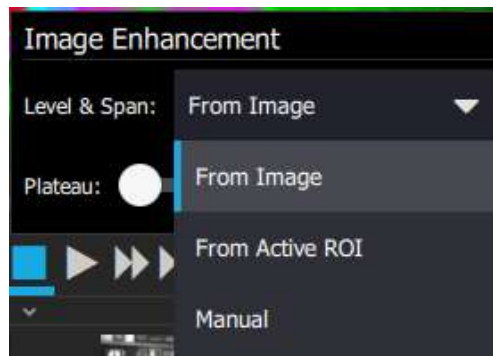 Image Enhancement
Level & Span: From Image
Plateau: From Image
From Active ROI
Manual